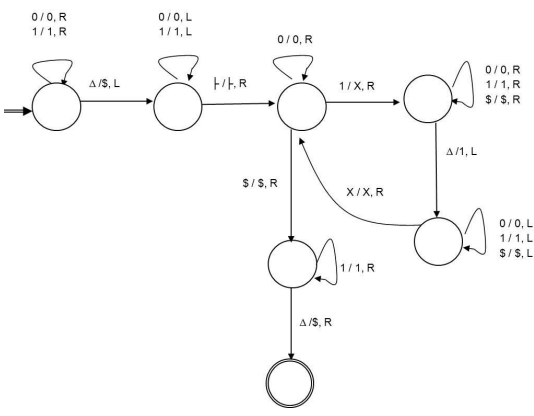 0 / 0, R
1 / 1, R
0 / 0, L
1 / 1, L
0 / 0, R
Δ /$, L
├ /├, R
1 / X, R
0 / 0, R
1 / 1, R
$ / $, R
Δ /1, L
$ / $, R
X / X, R
0 / 0, L
1 / 1, L
$ / $, L
1 / 1, R
Δ /$, R